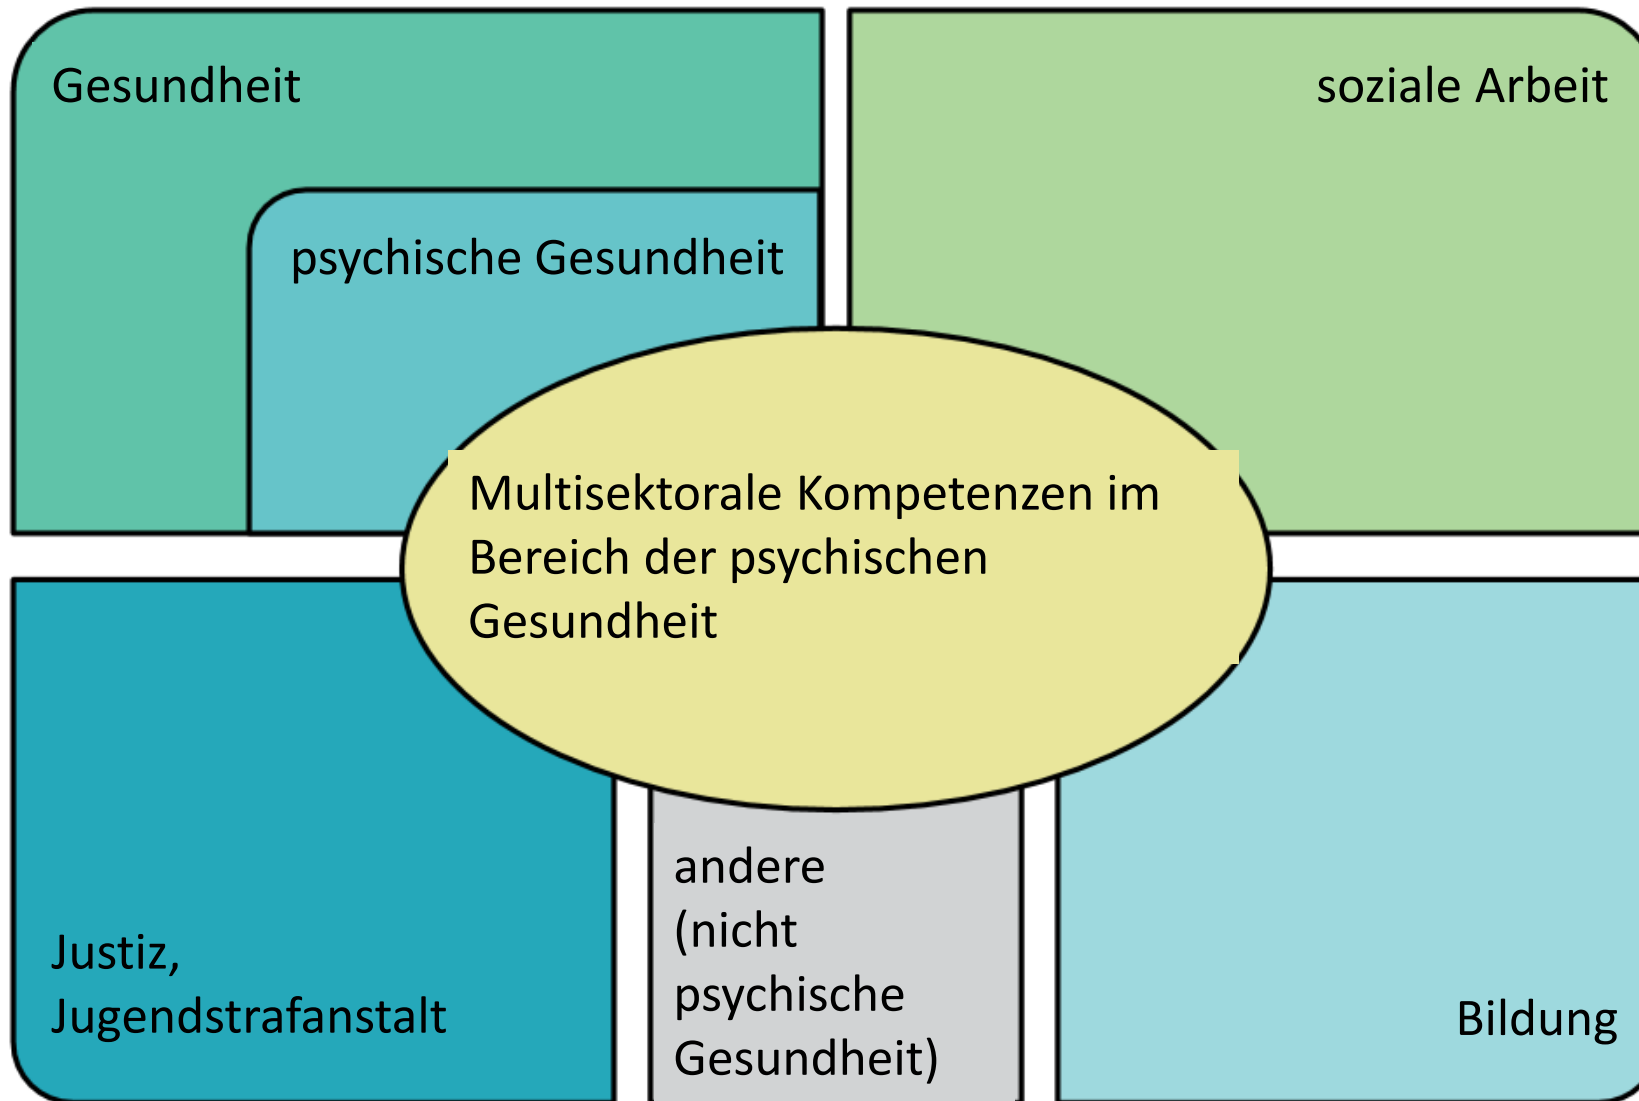 Gesundheit
soziale Arbeit
psychische Gesundheit
Multisektorale Kompetenzen im
Bereich der psychischen
Gesundheit
andere
(nicht
psychische
Gesundheit)
Justiz,
Jugendstrafanstalt
Bildung